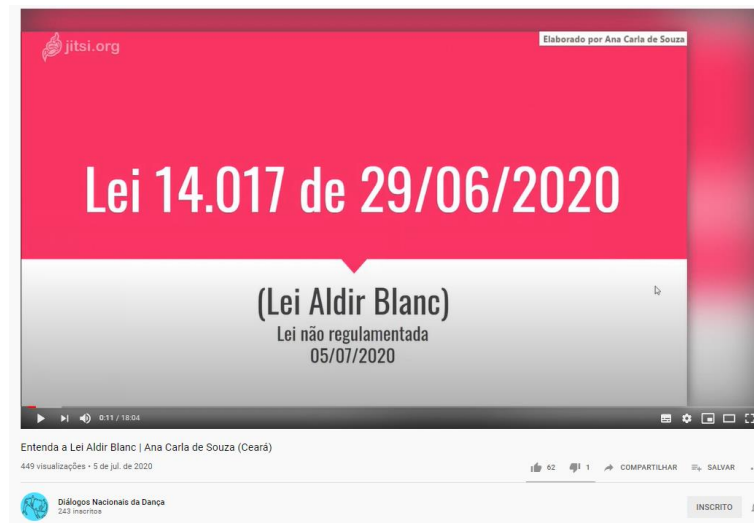 jitsi.org
Elaborado por Ana Carla de Souza
Lei 14.017 de 29/06/2020
(Lei Aldir Blanc)
Lei não regulamentada
05/07/2020
0:11 / 18:04
Entenda a Lei Aldir Blanc | Ana Carla de Souza (Ceará)
449 visualizações • 5 de jul. de 2020
62 1 COMPARTILHAR SALVAR
Diálogos Nacionais da Dança
243 inscritos
INSCRITO